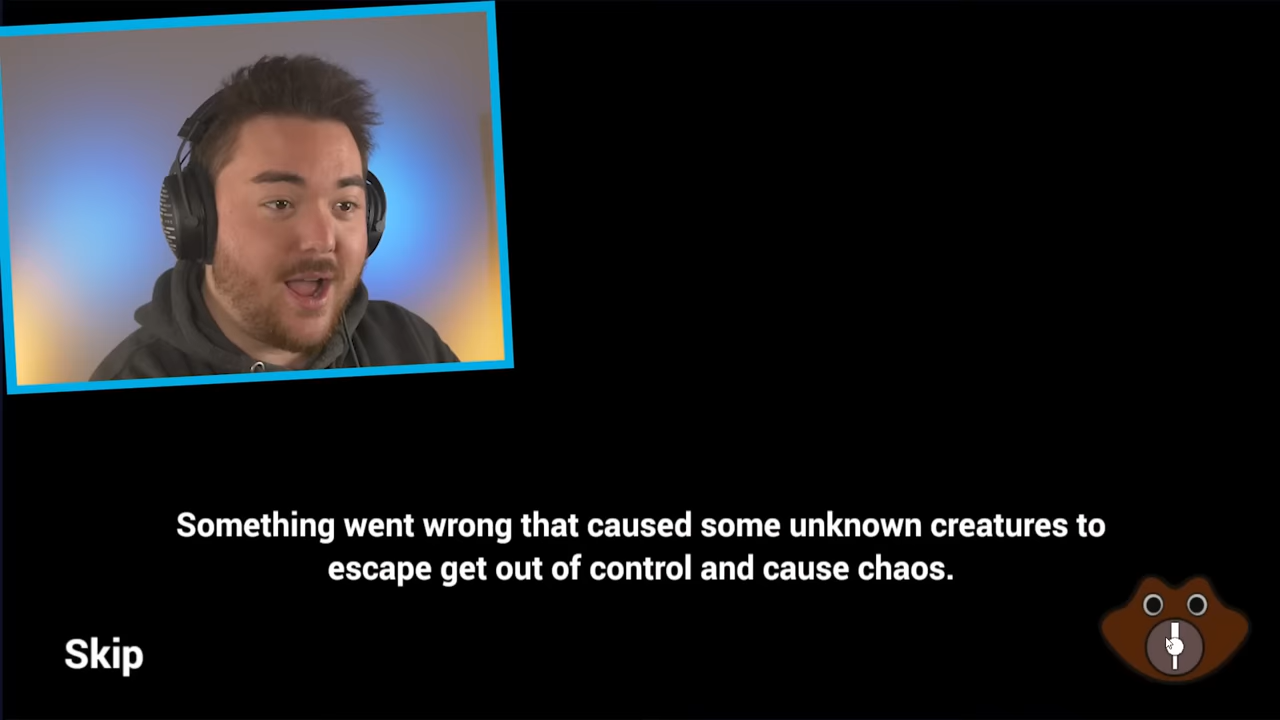 Something went wrong that caused some unknown creatures to
escape get out of control and cause chaos.
Skip